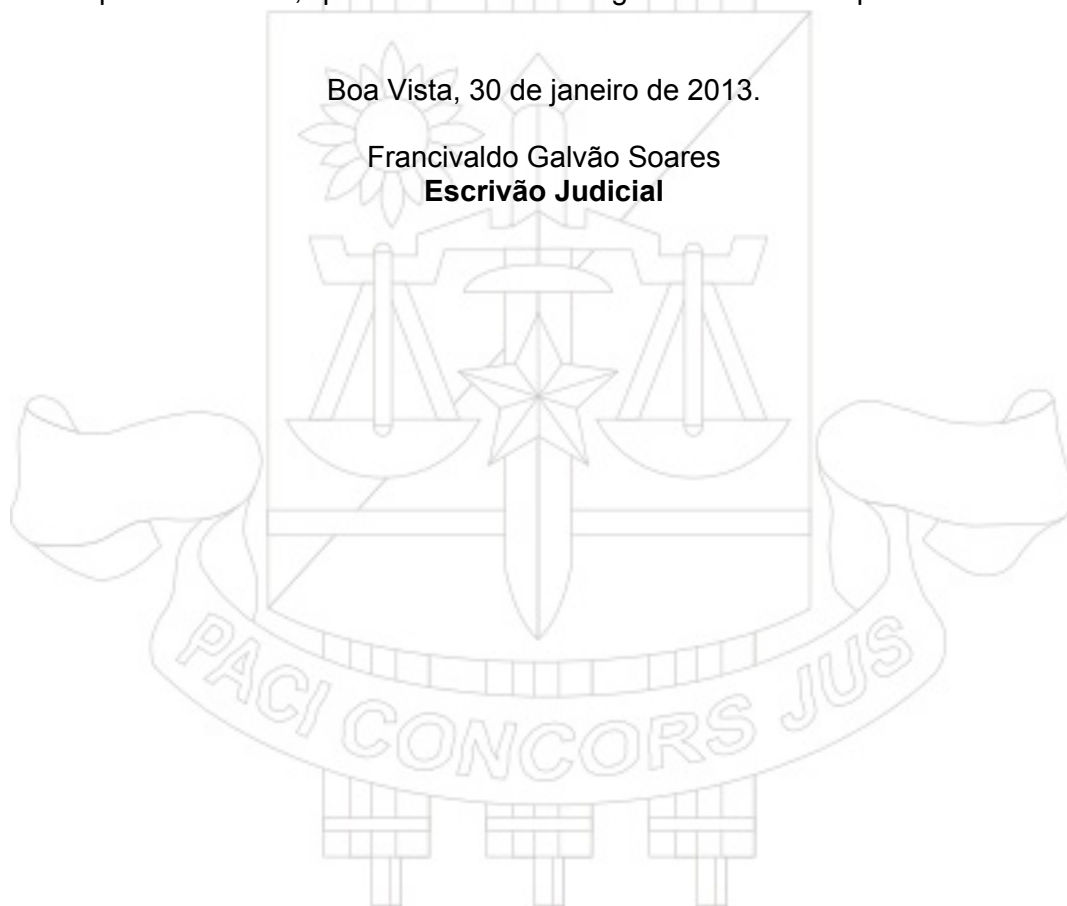 Boa Vista, 30 de janeiro de 2013.
Francivaldo Galvão Soares
Escrivão Judicial
PACI CONCORS JUS